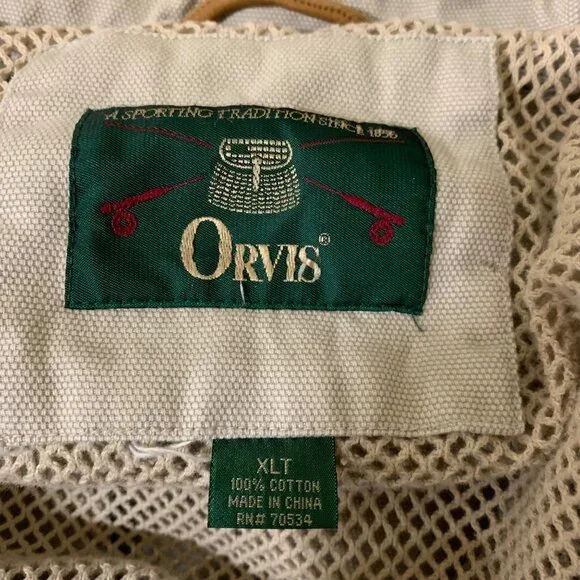 A SPORTING TRADITION SINCE 1856
ORVIS®
XLT
100% COTTON
MADE IN CHINA
RN# 70534